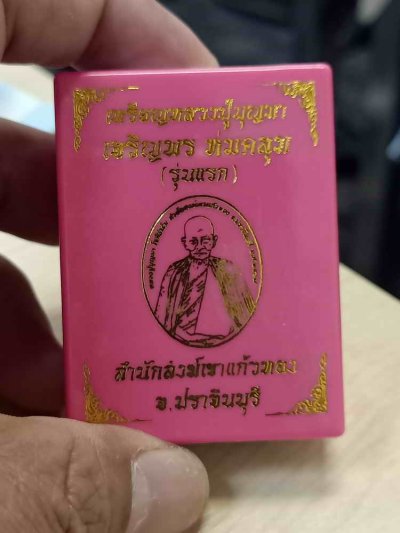 เหรียญหลวงปู่บุญมา
เจริญพร ห่มคลุม
(รุ่นแรก)
สำนักสงฆ์เขาแก้วทอง
จ.ปราจีนบุรี